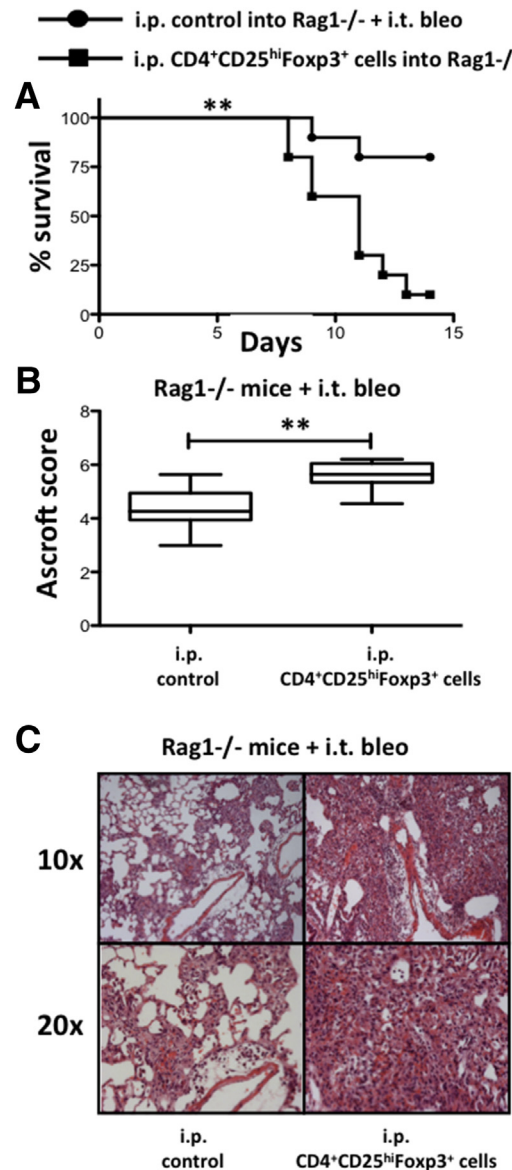 i.p. control into Rag1-/- + i.t. bleo
i.p. CD4⁺CD25ʰⁱFoxp3⁺ cells into Rag1-/
A
**
100
75
50
25
0
% survival
0 5 10 15
Days
B
Rag1-/- mice + i.t. bleo
**
8
6
4
2
0
Ascroft score
i.p.
control
i.p.
CD4⁺CD25ʰⁱFoxp3⁺ cells
C
Rag1-/- mice + i.t. bleo
10x
20x
i.p.
control
i.p.
CD4⁺CD25ʰⁱFoxp3⁺ cells